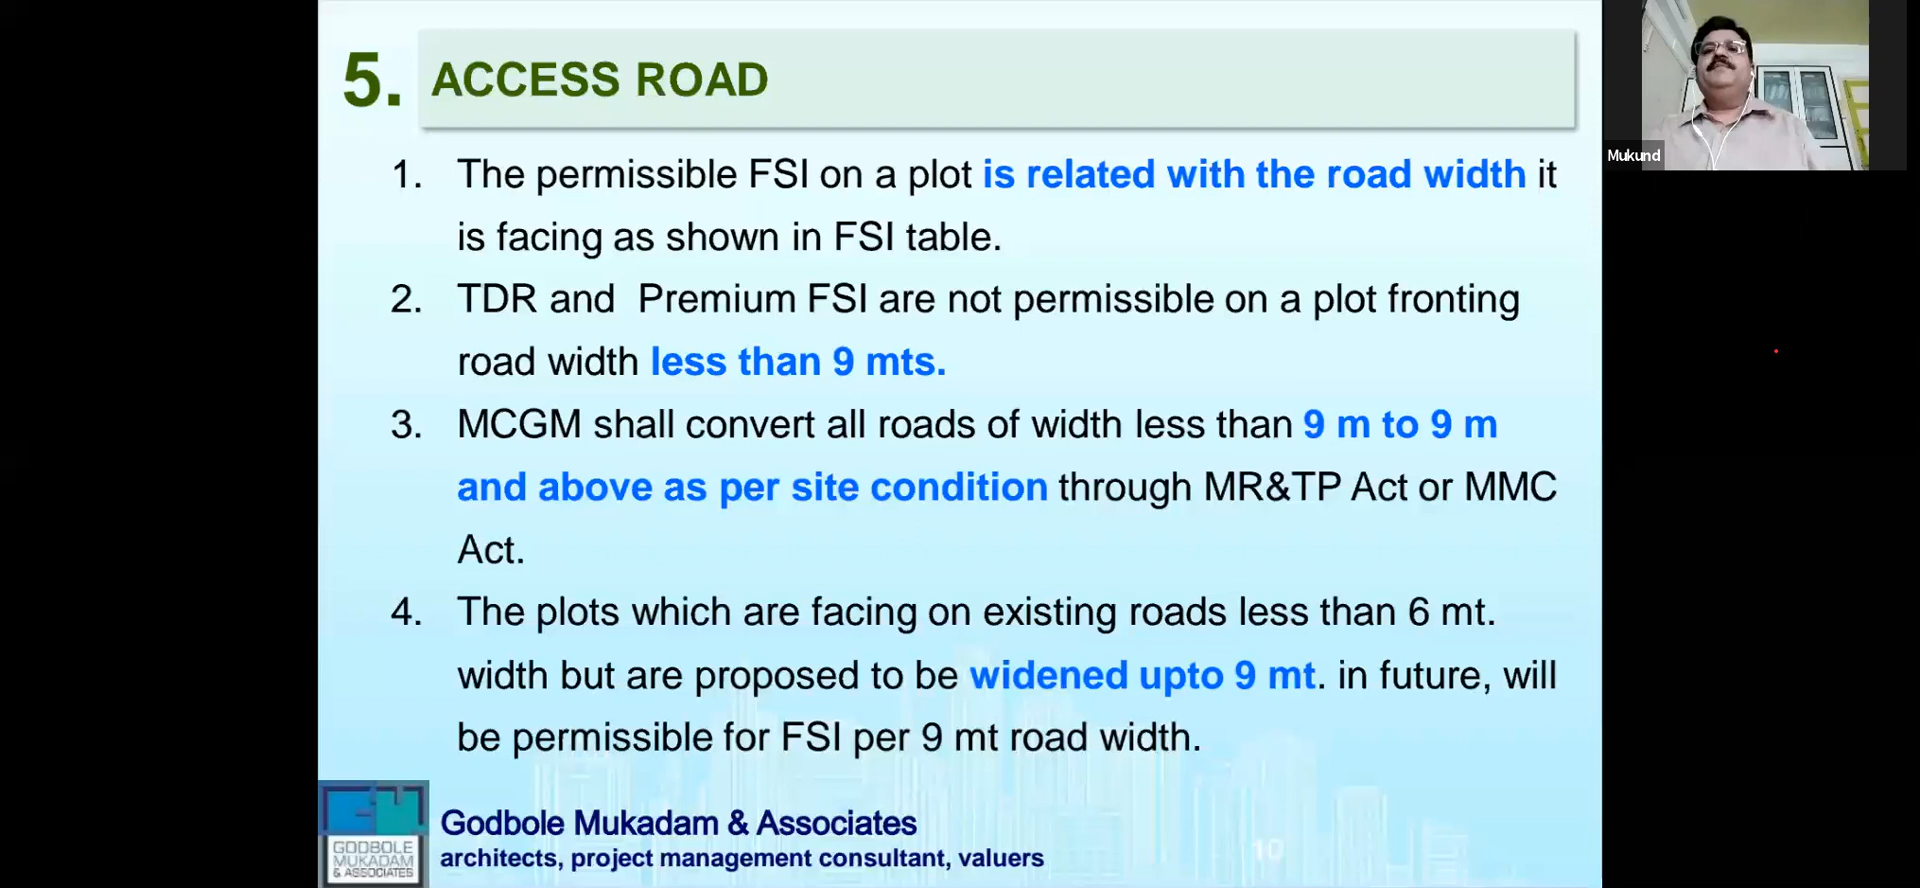 5. ACCESS ROAD
1. The permissible FSI on a plot is related with the road width it
is facing as shown in FSI table.
2. TDR and Premium FSI are not permissible on a plot fronting
road width less than 9 mts.
3. MCGM shall convert all roads of width less than 9 m to 9 m
and above as per site condition through MR&TP Act or MMC
Act.
4. The plots which are facing on existing roads less than 6 mt.
width but are proposed to be widened upto 9 mt. in future, will
be permissible for FSI per 9 mt road width.
GODBOLE
MUKADAM
& ASSOCIATES
Godbole Mukadam & Associates
architects, project management consultant, valuers
10
Mukund